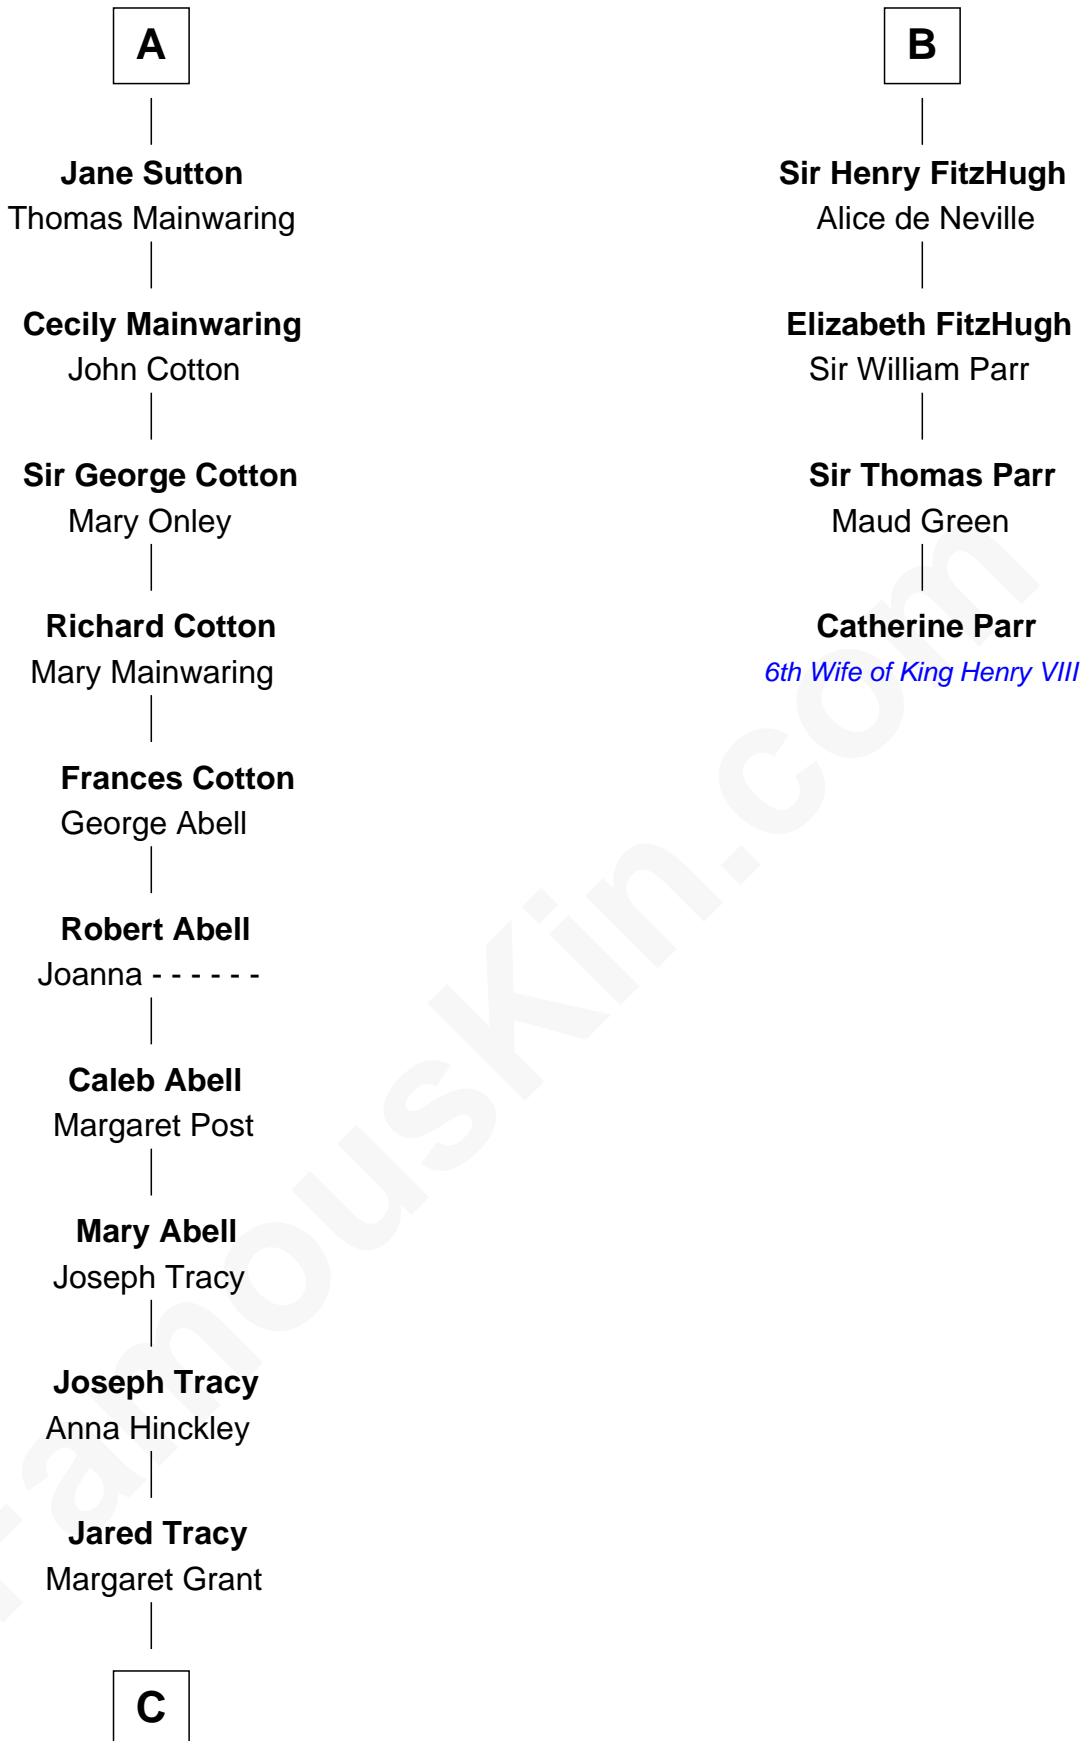 A
Jane Sutton
Thomas Mainwaring
Cecily Mainwaring
John Cotton
Sir George Cotton
Mary Onley
Richard Cotton
Mary Mainwaring
Frances Cotton
George Abell
Robert Abell
Joanna - - - - - -
Caleb Abell
Margaret Post
Mary Abell
Joseph Tracy
Joseph Tracy
Anna Hinckley
Jared Tracy
Margaret Grant
C
B
Sir Henry FitzHugh
Alice de Neville
Elizabeth FitzHugh
Sir William Parr
Sir Thomas Parr
Maud Green
Catherine Parr
6th Wife of King Henry VIII
FamousKin.com